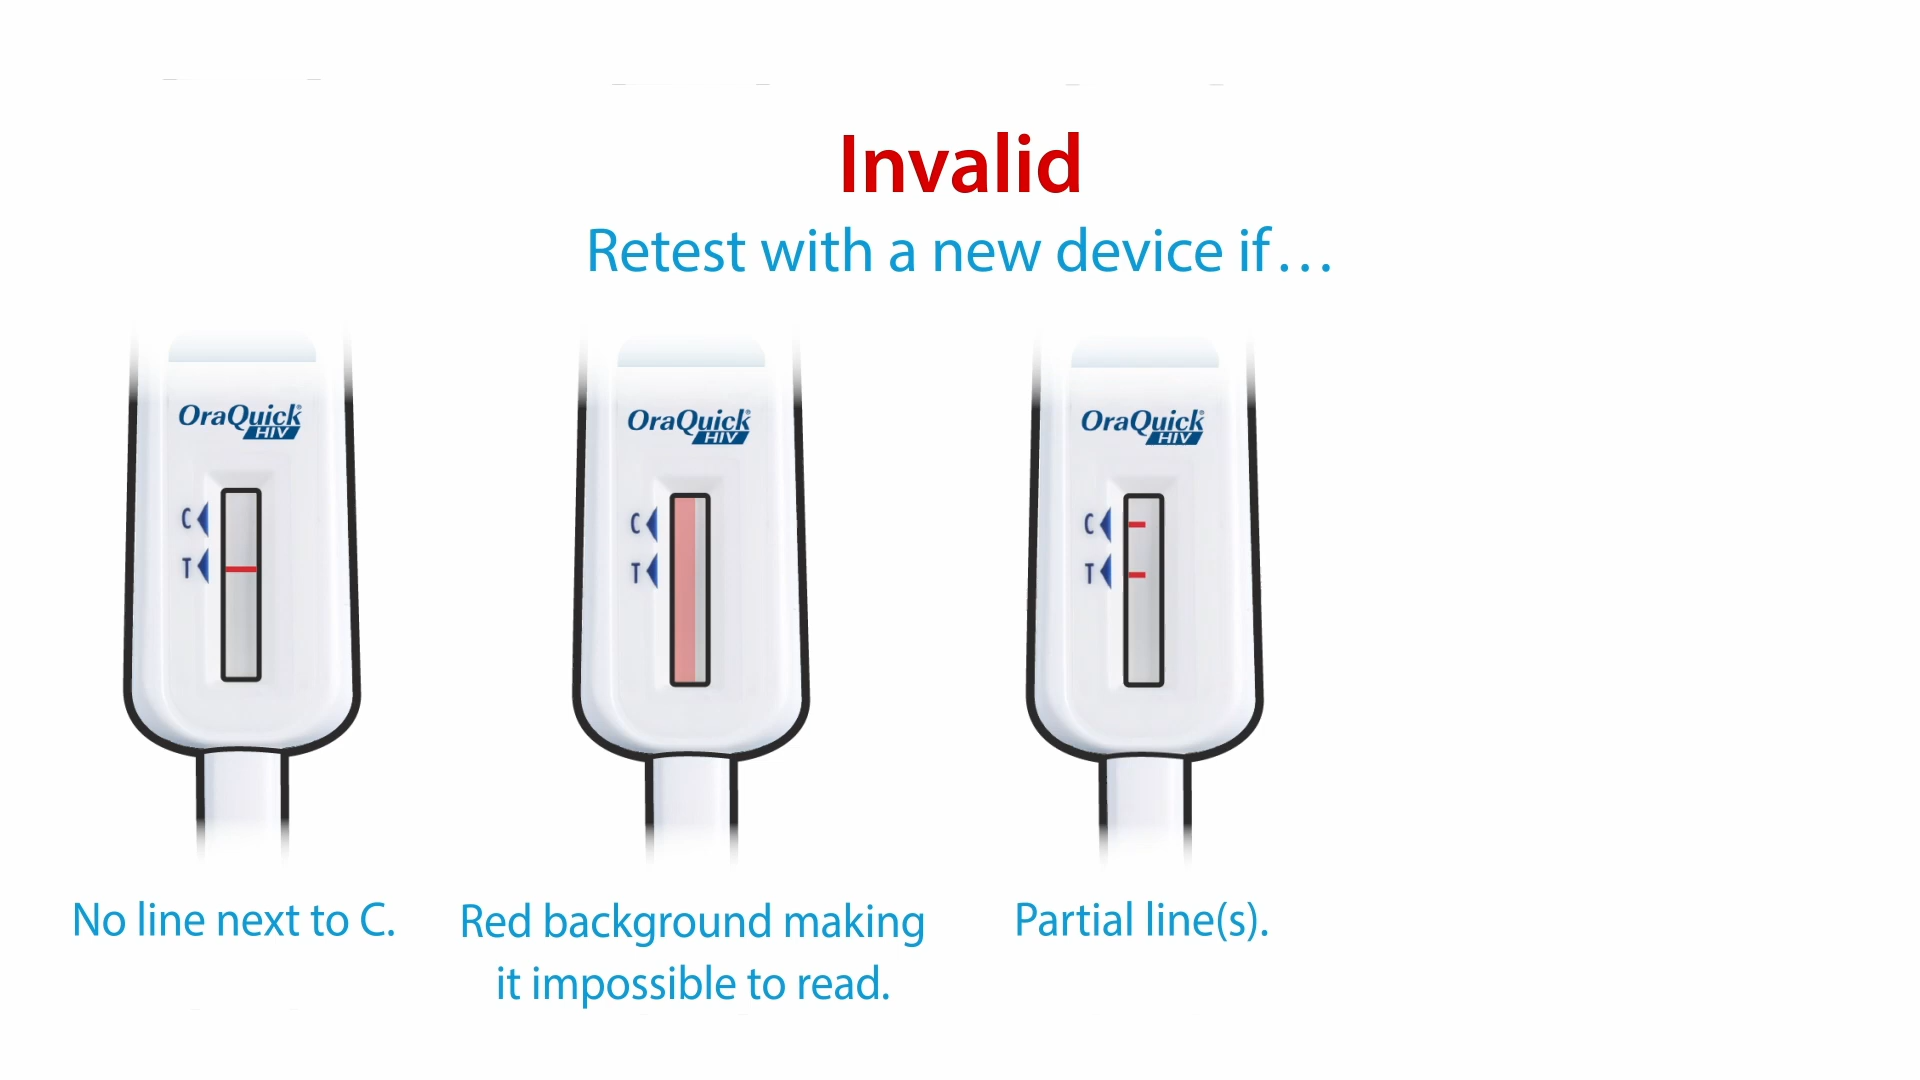 Invalid
Retest with a new device if…
OraQuick®
HIV
C
T
OraQuick®
HIV
C
T
OraQuick®
HIV
C
T
No line next to C.
Red background making
it impossible to read.
Partial line(s).